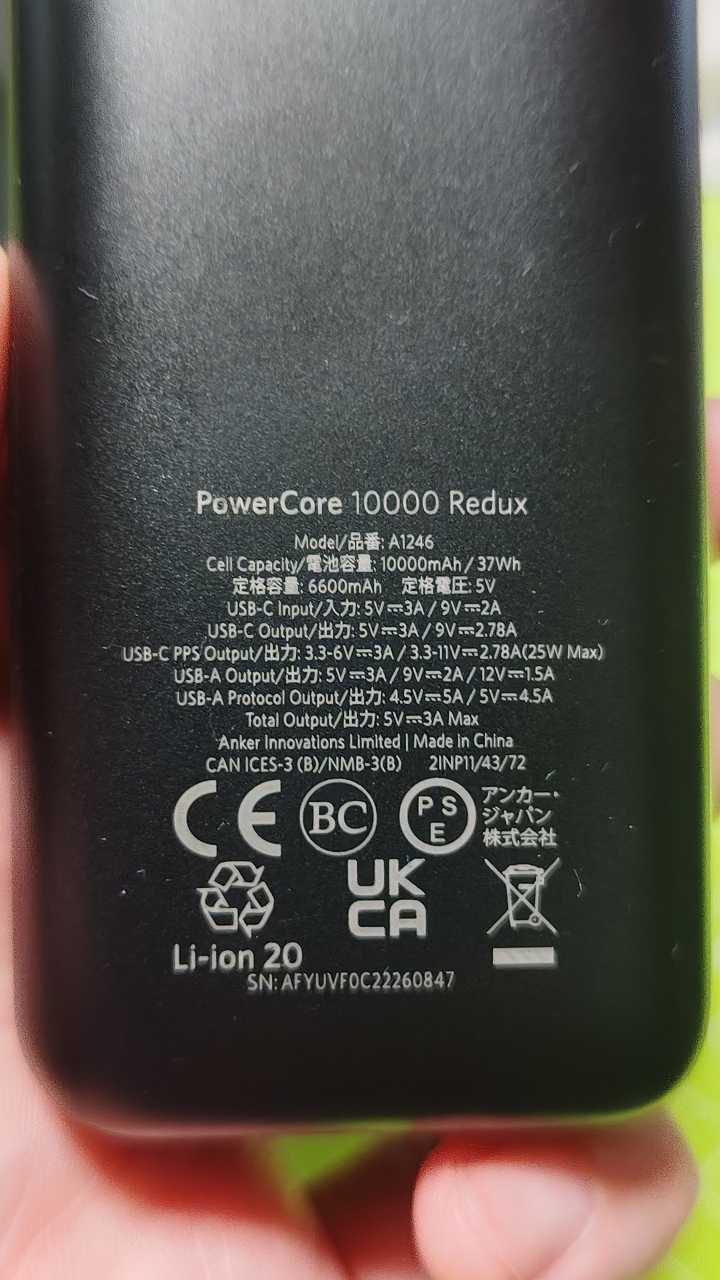 PowerCore 10000 Redux
Model/品番: A1246
Cell Capacity/電池容量: 10000mAh / 37Wh
定格容量: 6600mAh 定格電圧: 5V
USB-C Input/入力: 5V⎓3A / 9V⎓2A
USB-C Output/出力: 5V⎓3A / 9V⎓2.78A
USB-C PPS Output/出力: 3.3-6V⎓3A / 3.3-11V⎓2.78A(25W Max)
USB-A Output/出力: 5V⎓3A / 9V⎓2A / 12V⎓1.5A
USB-A Protocol Output/出力: 4.5V⎓5A / 5V⎓4.5A
Total Output/出力: 5V⎓3A Max
Anker Innovations Limited | Made in China
CAN ICES-3 (B)/NMB-3(B) 2INP11/43/72
CE BC PSE アンカー・
ジャパン
株式会社
UK
CA
Li-ion 20
SN: AFYUVF0C22260847